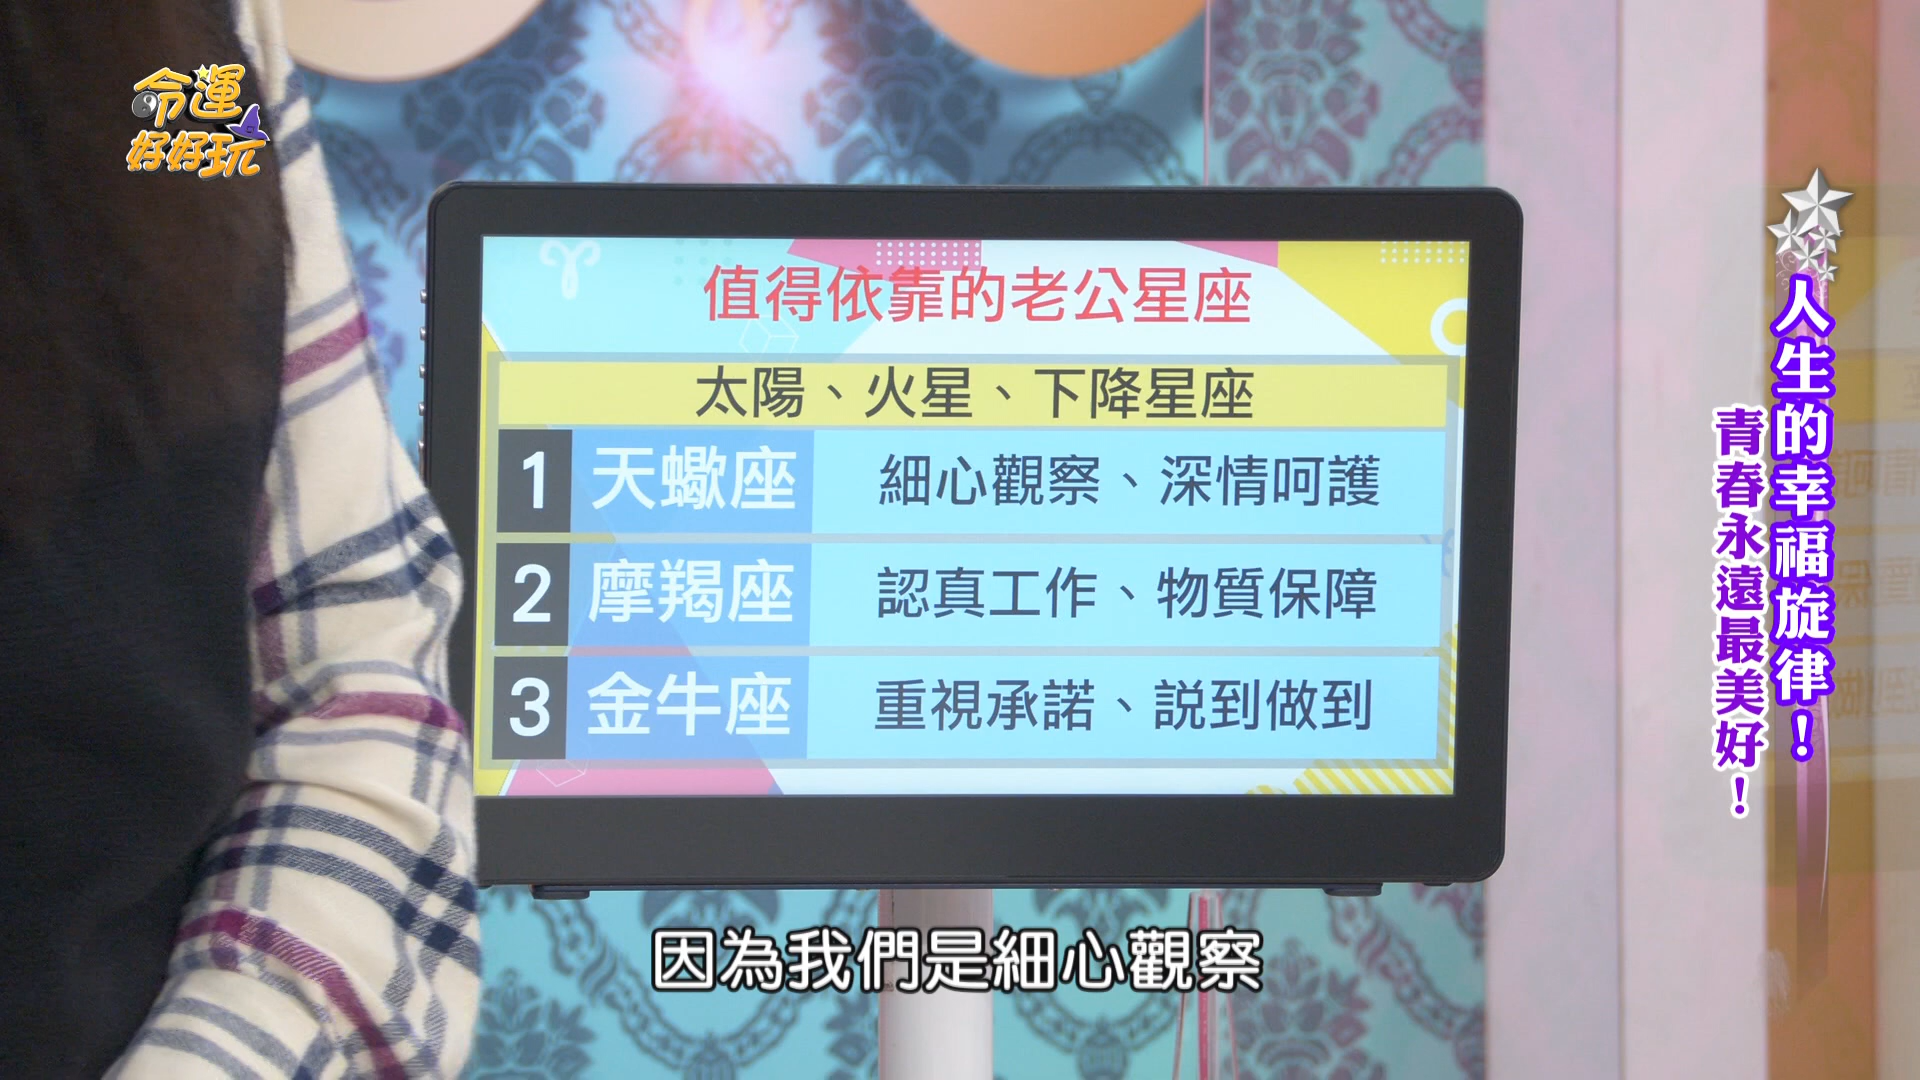 命運
好好玩
值得依靠的老公星座
太陽、火星、下降星座
1 天蠍座 細心觀察、深情呵護
2 摩羯座 認真工作、物質保障
3 金牛座 重視承諾、説到做到
人生的幸福旋律！
青春永遠最美好！
因為我們是細心觀察